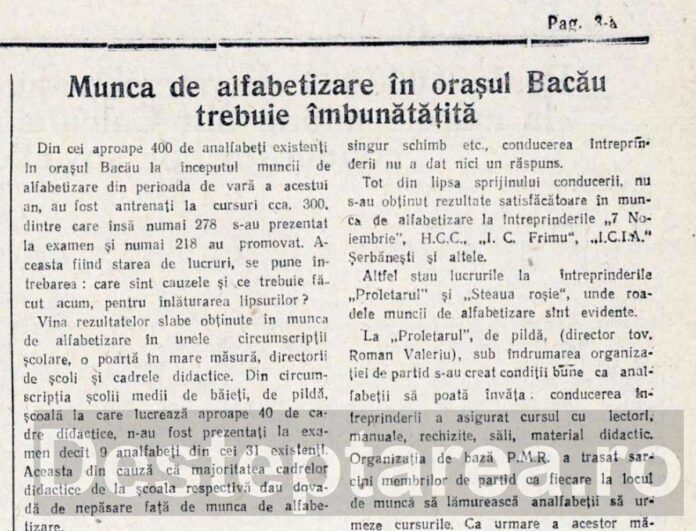 Pag. 3-a
Munca de alfabetizare în orașul Bacău
trebuie îmbunătățită
Din cei aproape 400 de analfabeți existenți
în orașul Bacău la începutul muncii de
alfabetizare din perioada de vară a acestui
an, au fost antrenați la cursuri cca. 300,
dintre care însă numai 278 s-au prezentat
la examen și numai 218 au promovat. A-
ceasta fiind starea de lucruri, se pune în-
trebarea : care sint cauzele și ce trebuie fă-
cut acum, pentru înlăturarea lipsurilor ?
Vina rezultatelor slabe obținute in munca
de alfabetizare în unele circumscripții
școlare, o poartă în mare măsură, directorii
de școli și cadrele didactice. Din circum-
scripția școlii medii de băieți, de pildă,
școală la care lucrează aproape 40 de ca-
dre didactice, n-au fost prezentați la exa-
men decit 9 analfabeți din cei 31 existenți.
Aceasta din cauză că majoritatea cadrelor
didactice de la școala respectivă dau dova-
dă de nepăsare față de munca de alfabe-
tizare.
singur schimb etc., conducerea întreprin-
derii nu a dat nici un răspuns.
Tot din lipsa sprijinului conducerii, nu
s-au obținut rezultate satisfăcătoare în mun-
ca de alfabetizare la întreprinderile „7 No-
iembrie”, H.C.C., „I. C. Frimu”, „I.C.I.A.”
Șerbănești și altele.
Altfel stau lucrurile la întreprinderile
„Proletarul” și „Steaua roșie”, unde roa-
dele muncii de alfabetizare sînt evidente.
La „Proletarul”, de pildă, (director tov.
Roman Valeriu), sub îndrumarea organiza-
ției de partid s-au creat condiții bune ca anal-
fabeții să poată învăța. conducerea în-
treprinderii a asigurat cursul cu lectori,
manuale, rechizite, săli, material didactic.
Organizația de bază P.M.R. a trasat sar-
cini membrilor de partid ca fiecare la locul
de muncă să lămurească analfabeții să ur-
meze cursurile. Ca urmare a acestor mă-
Desteptarea.ro